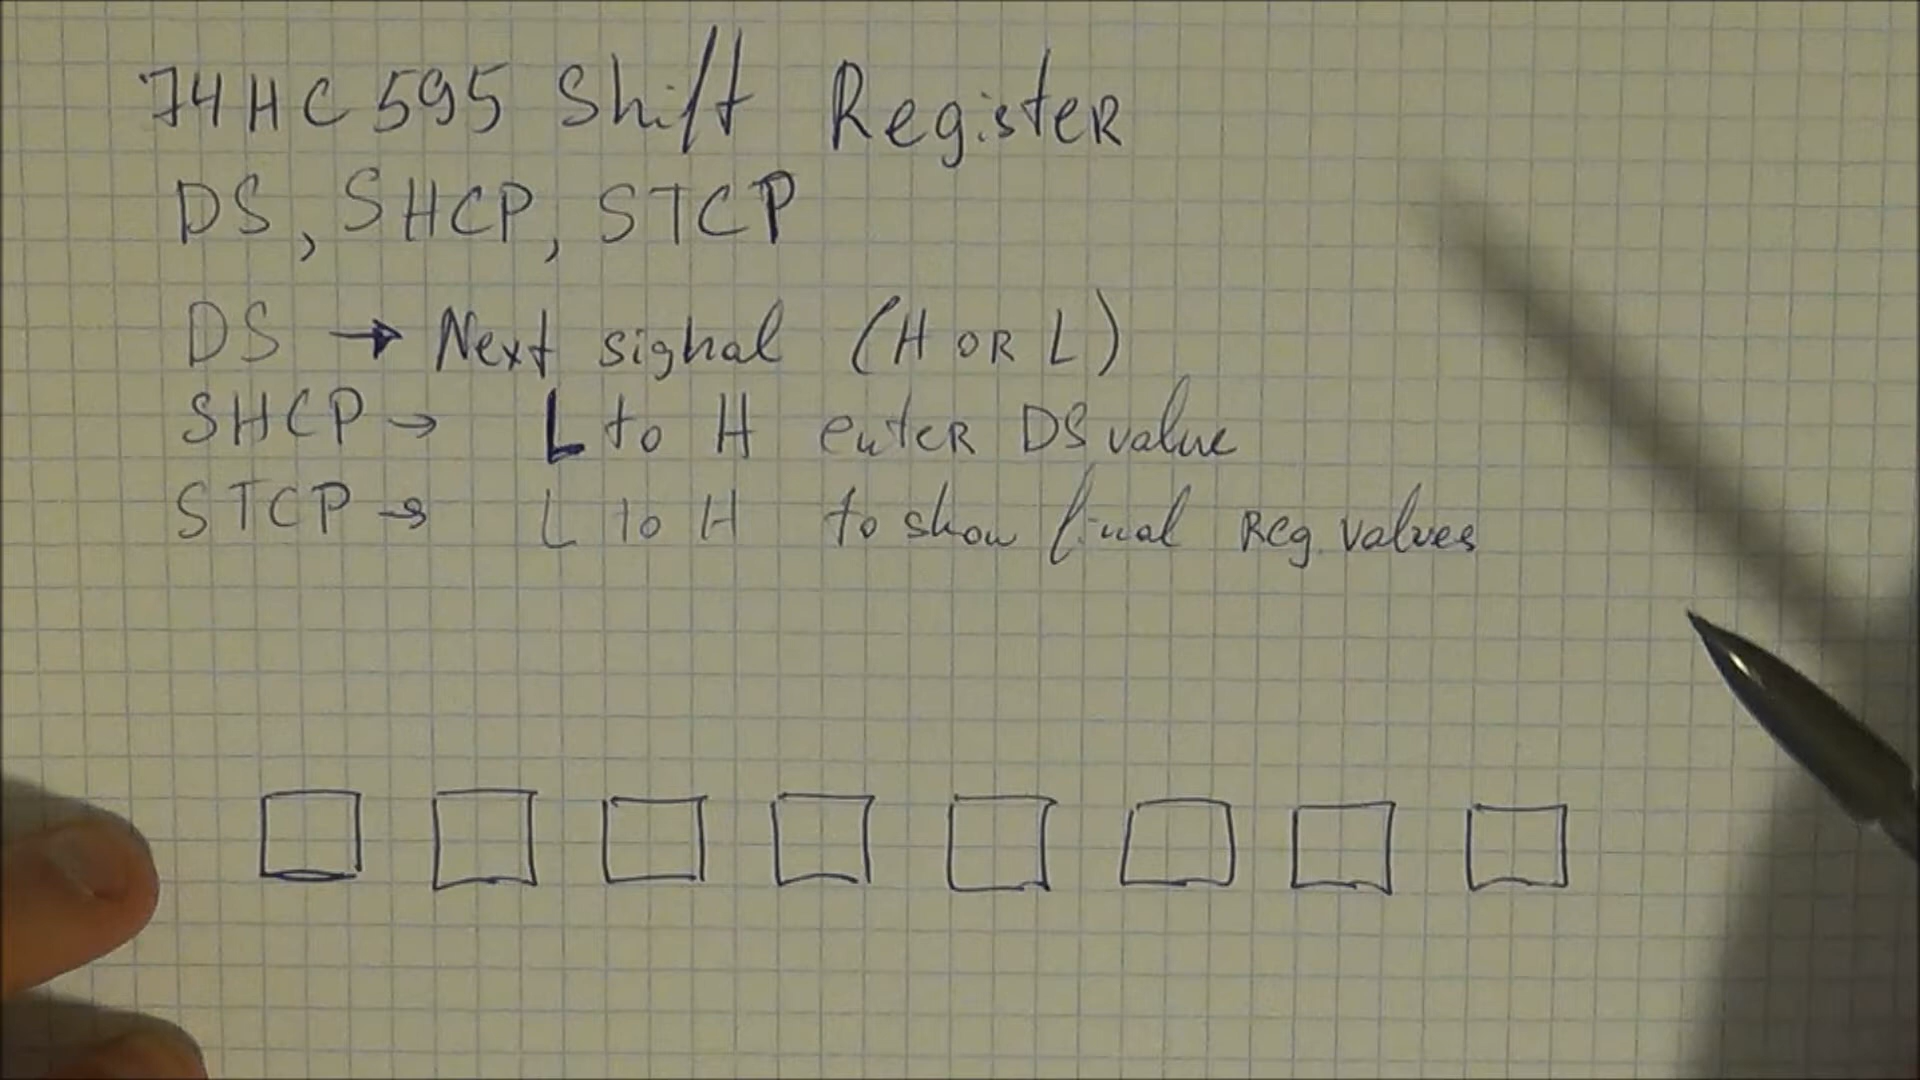 74HC595 Shift Register
DS, SHCP, STCP
DS → Next signal (H OR L)
SHCP → L to H enter DS value
STCP → L to H to show final Reg. values